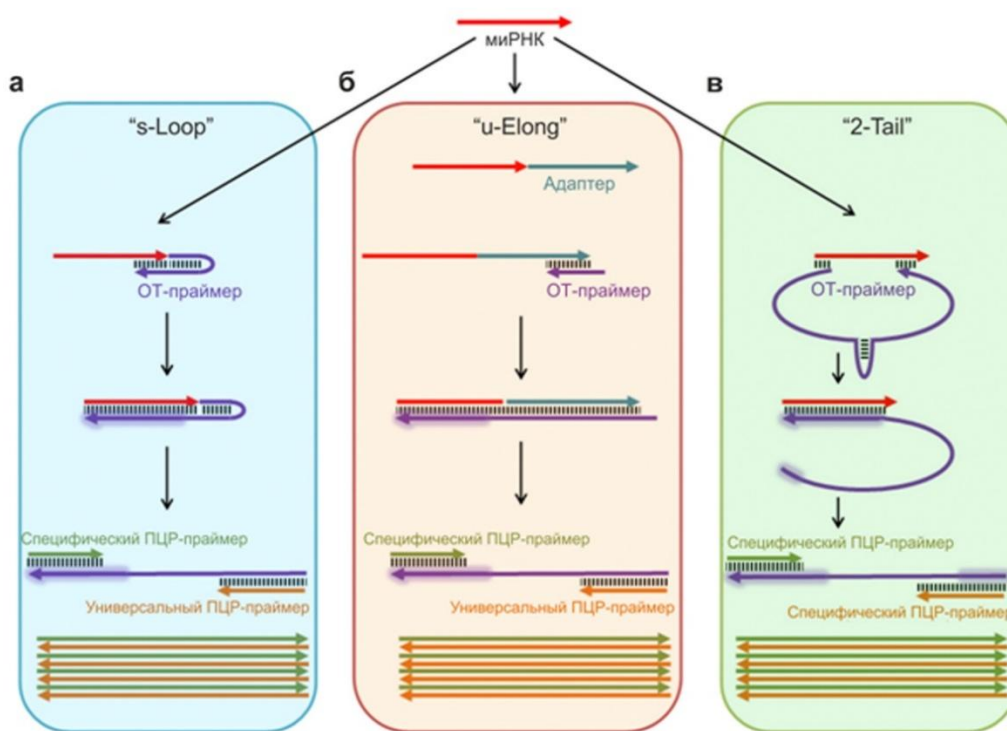 миРНК
а
б
в
“s-Loop”
“u-Elong”
“2-Tail”
Адаптер
ОТ-праймер
ОТ-праймер
ОТ-праймер
Специфический ПЦР-праймер
Универсальный ПЦР-праймер
Специфический ПЦР-праймер
Универсальный ПЦР-праймер
Специфический ПЦР-праймер
Специфический ПЦР-праймер